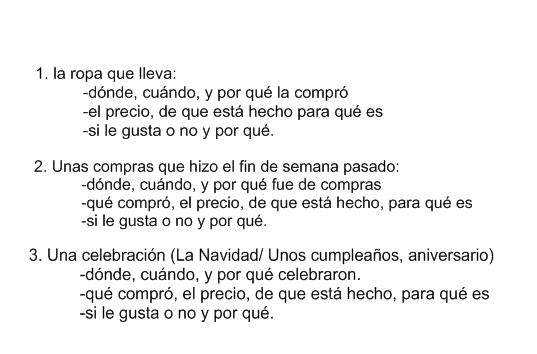 1. la ropa que lleva:
-dónde, cuándo, y por qué la compró
-el precio, de que está hecho para qué es
-si le gusta o no y por qué.
2. Unas compras que hizo el fin de semana pasado:
-dónde, cuándo, y por qué fue de compras
-qué compró, el precio, de que está hecho, para qué es
-si le gusta o no y por qué.
3. Una celebración (La Navidad/ Unos cumpleaños, aniversario)
-dónde, cuándo, y por qué celebraron.
-qué compró, el precio, de que está hecho, para qué es
-si le gusta o no y por qué.